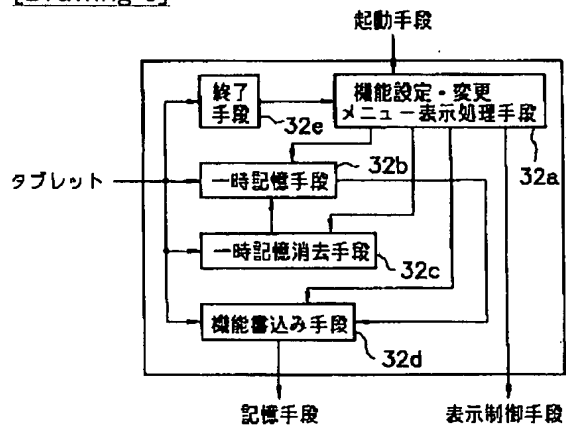 起動手段
終了
手段
32e
機能設定・変更
メニュー表示処理手段
32a
タブレット
32b
一時記憶手段
一時記憶消去手段
32c
機能書込み手段
32d
記憶手段
表示制御手段